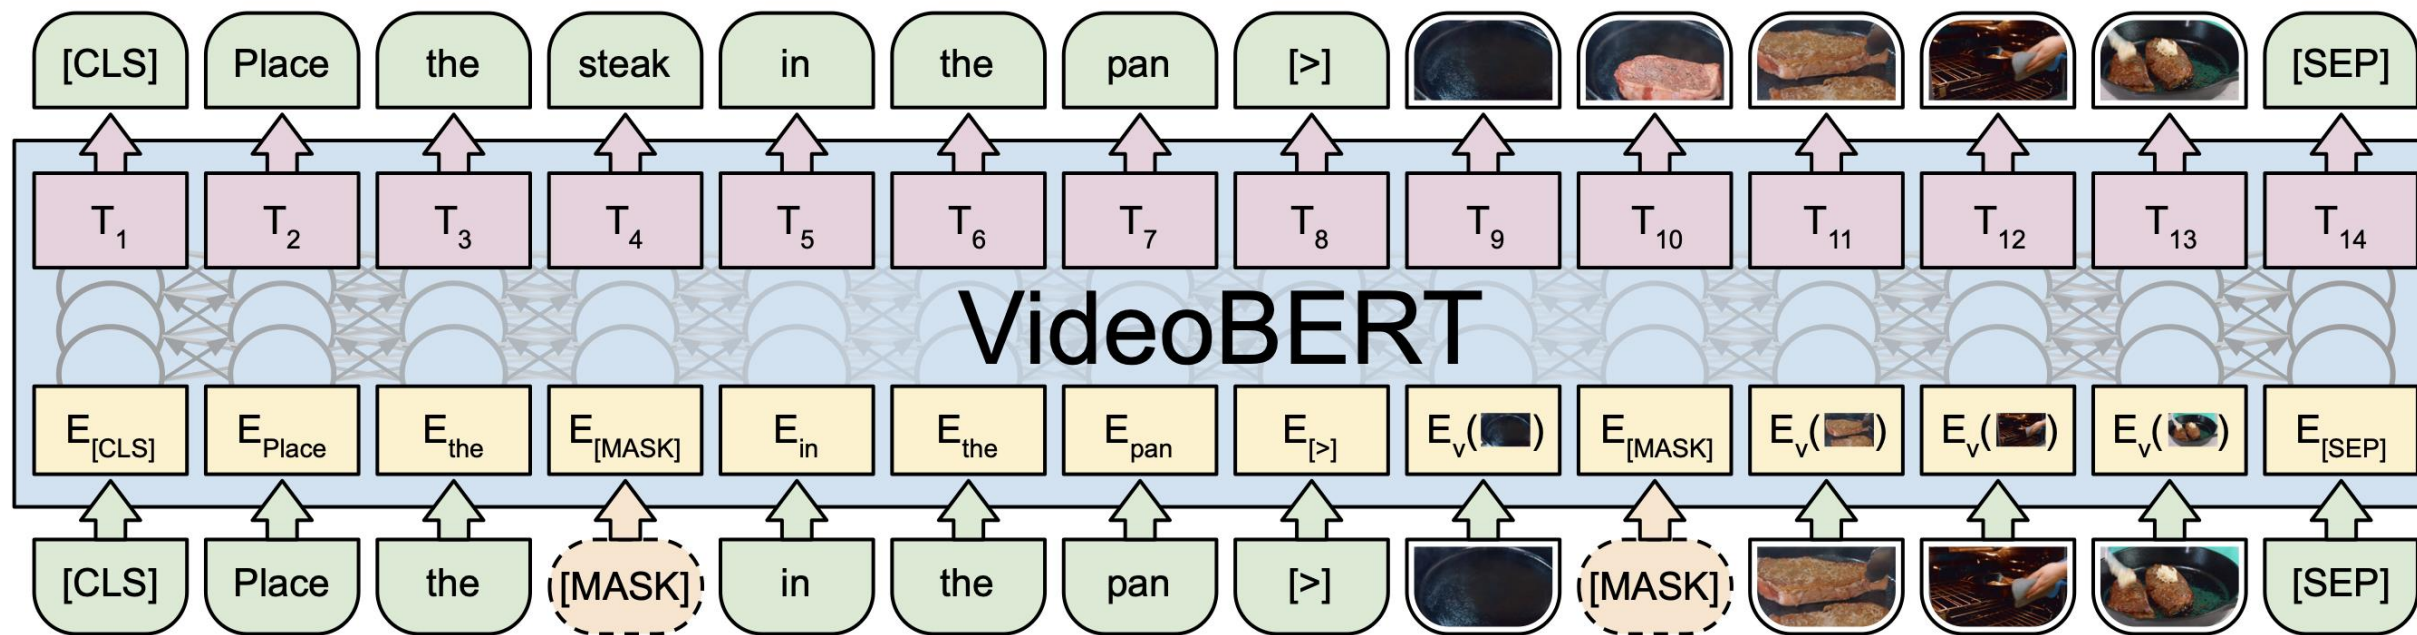 [CLS] Place the steak in the pan [>] [SEP]
T1 T2 T3 T4 T5 T6 T7 T8 T9 T10 T11 T12 T13 T14
VideoBERT
E[CLS] EPlace Ethe E[MASK] Ein Ethe Epan E[>] Ev( ) E[MASK] Ev( ) Ev( ) Ev( ) E[SEP]
[CLS] Place the [MASK] in the pan [>] [MASK] [SEP]